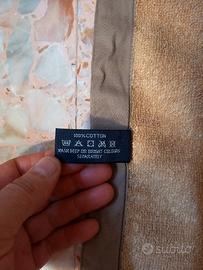 100% COTTON
WASH DEEP OR BRIGHT COLOURS
SEPARATELY
subito